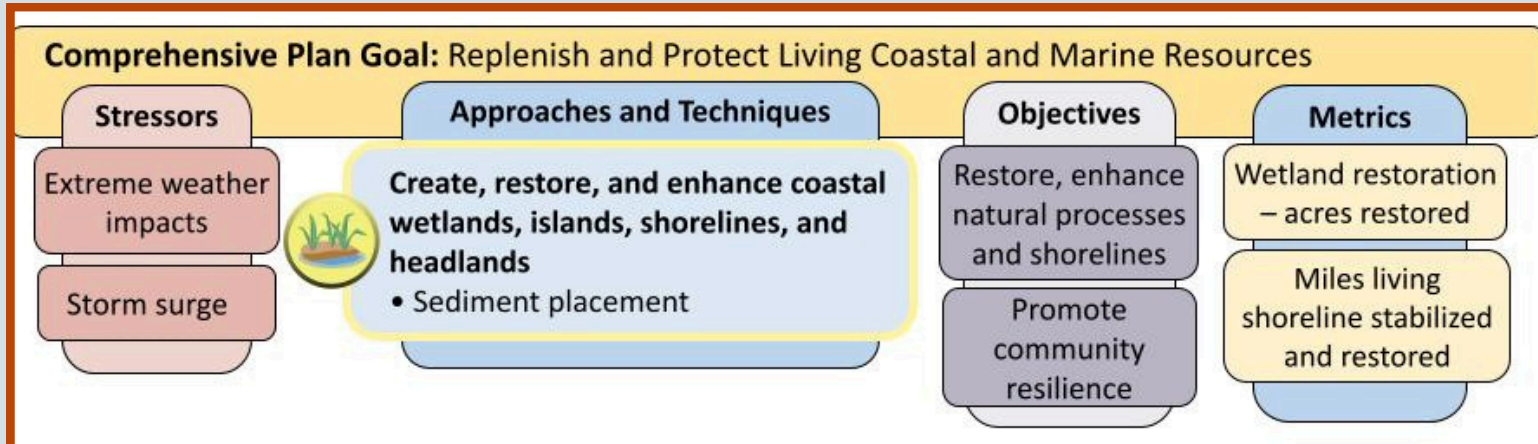 Comprehensive Plan Goal: Replenish and Protect Living Coastal and Marine Resources
Stressors
Extreme weather
impacts
Storm surge
Approaches and Techniques
Create, restore, and enhance coastal
wetlands, islands, shorelines, and
headlands
• Sediment placement
Objectives
Restore, enhance
natural processes
and shorelines
Promote
community
resilience
Metrics
Wetland restoration
– acres restored
Miles living
shoreline stabilized
and restored